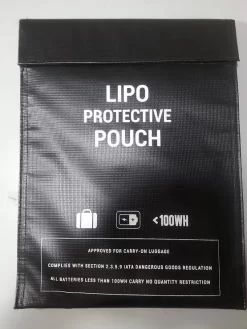 LIPO
PROTECTIVE
POUCH
<100WH
APPROVED FOR CARRY-ON LUGGAGE
COMPLIES WITH SECTION 2.3.5.9 IATA DANGEROUS GOODS REGULATION
ALL BATTERIES LESS THAN 100WH CARRY NO QUANTITY RESTRICTION